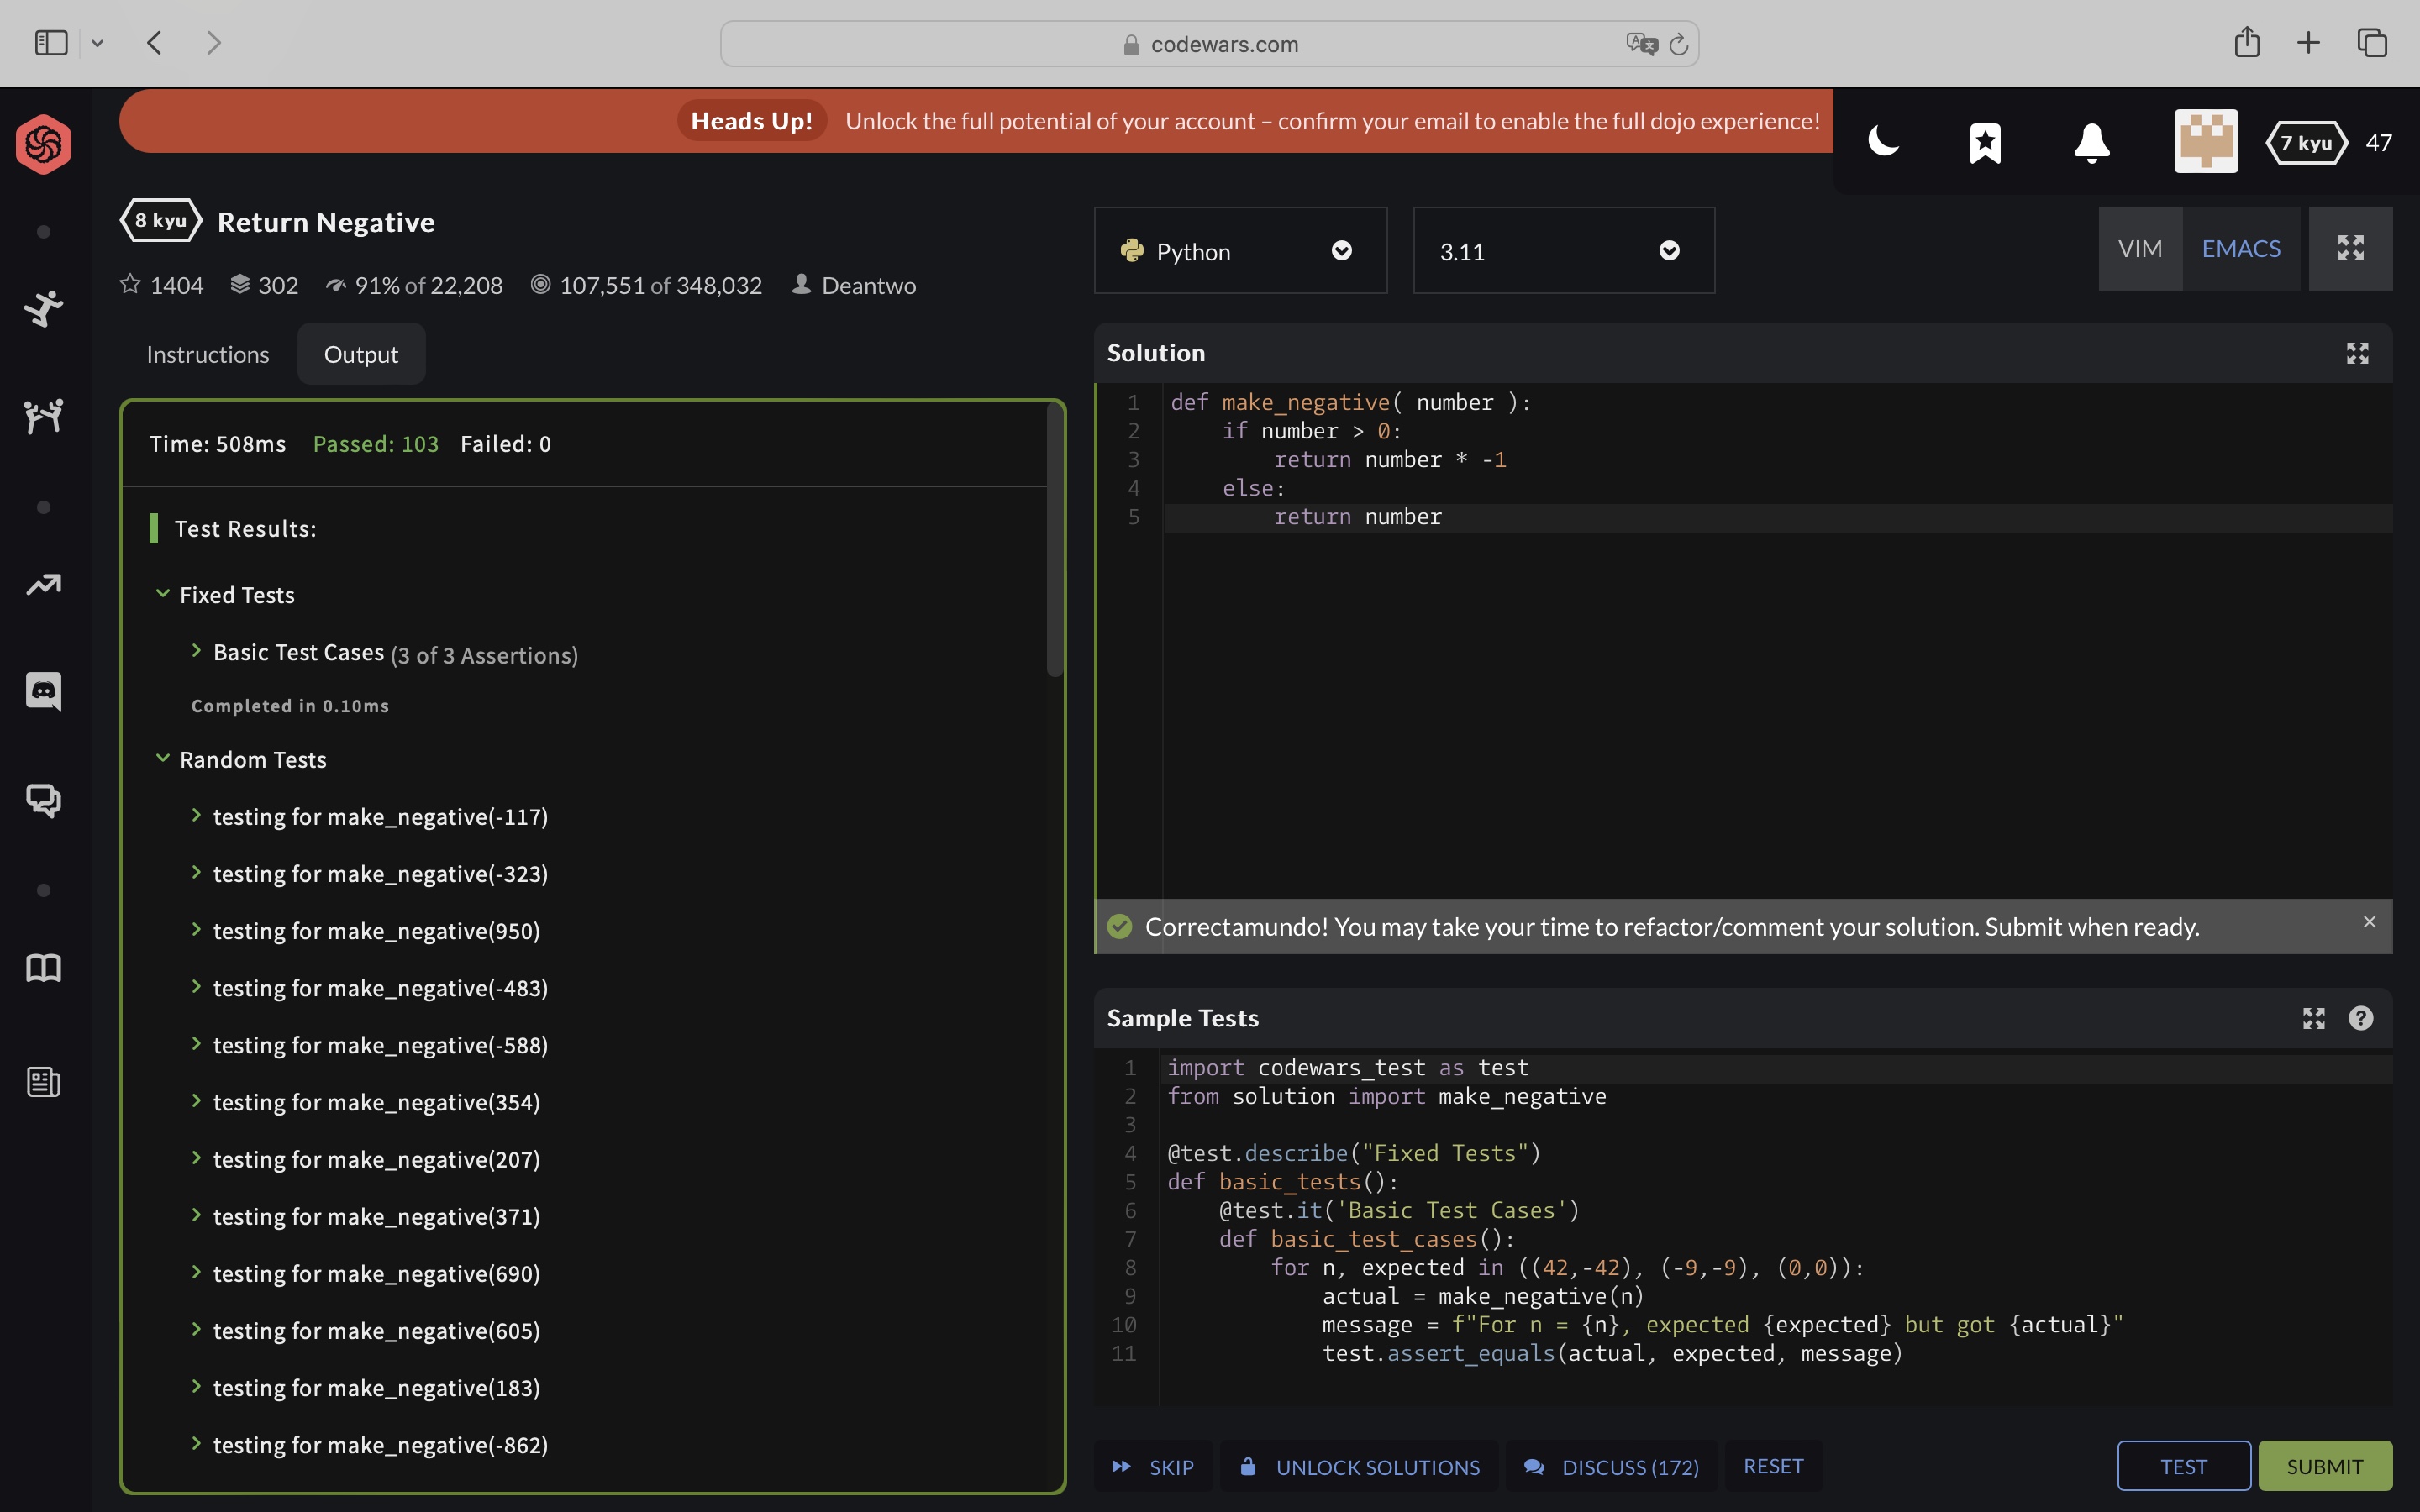 codewars.com
Heads Up! Unlock the full potential of your account – confirm your email to enable the full dojo experience!
7 kyu 47
8 kyu Return Negative
1404 302 91% of 22,208 107,551 of 348,032 Deantwo
Instructions Output
Time: 508ms Passed: 103 Failed: 0
Test Results:
Fixed Tests
Basic Test Cases (3 of 3 Assertions)
Completed in 0.10ms
Random Tests
testing for make_negative(-117)
testing for make_negative(-323)
testing for make_negative(950)
testing for make_negative(-483)
testing for make_negative(-588)
testing for make_negative(354)
testing for make_negative(207)
testing for make_negative(371)
testing for make_negative(690)
testing for make_negative(605)
testing for make_negative(183)
testing for make_negative(-862)
Python 3.11 VIM EMACS
Solution
1 def make_negative( number ):
2     if number > 0:
3         return number * -1
4     else:
5         return number
Correctamundo! You may take your time to refactor/comment your solution. Submit when ready.
Sample Tests
1 import codewars_test as test
2 from solution import make_negative
3
4 @test.describe("Fixed Tests")
5 def basic_tests():
6     @test.it('Basic Test Cases')
7     def basic_test_cases():
8         for n, expected in ((42,-42), (-9,-9), (0,0)):
9             actual = make_negative(n)
10             message = f"For n = {n}, expected {expected} but got {actual}"
11             test.assert_equals(actual, expected, message)
SKIP UNLOCK SOLUTIONS DISCUSS (172) RESET TEST SUBMIT